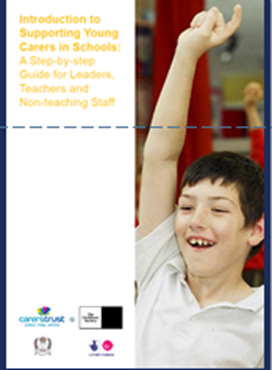 Introduction to
Supporting Young
Carers in Schools:
A Step-by-step
Guide for Leaders,
Teachers and
Non-teaching Staff
carerstrust